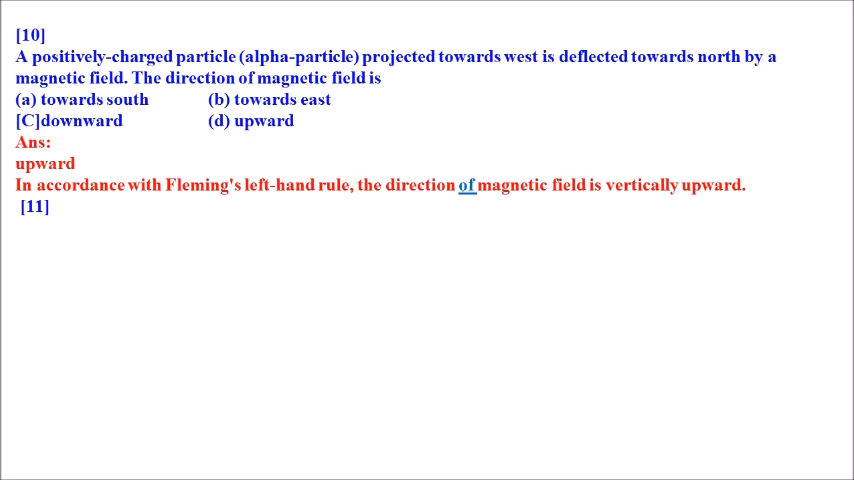 [10]
A positively-charged particle (alpha-particle) projected towards west is deflected towards north by a
magnetic field. The direction of magnetic field is
(a) towards south (b) towards east
[C]downward (d) upward
Ans:
upward
In accordance with Fleming's left-hand rule, the direction of magnetic field is vertically upward.
[11]